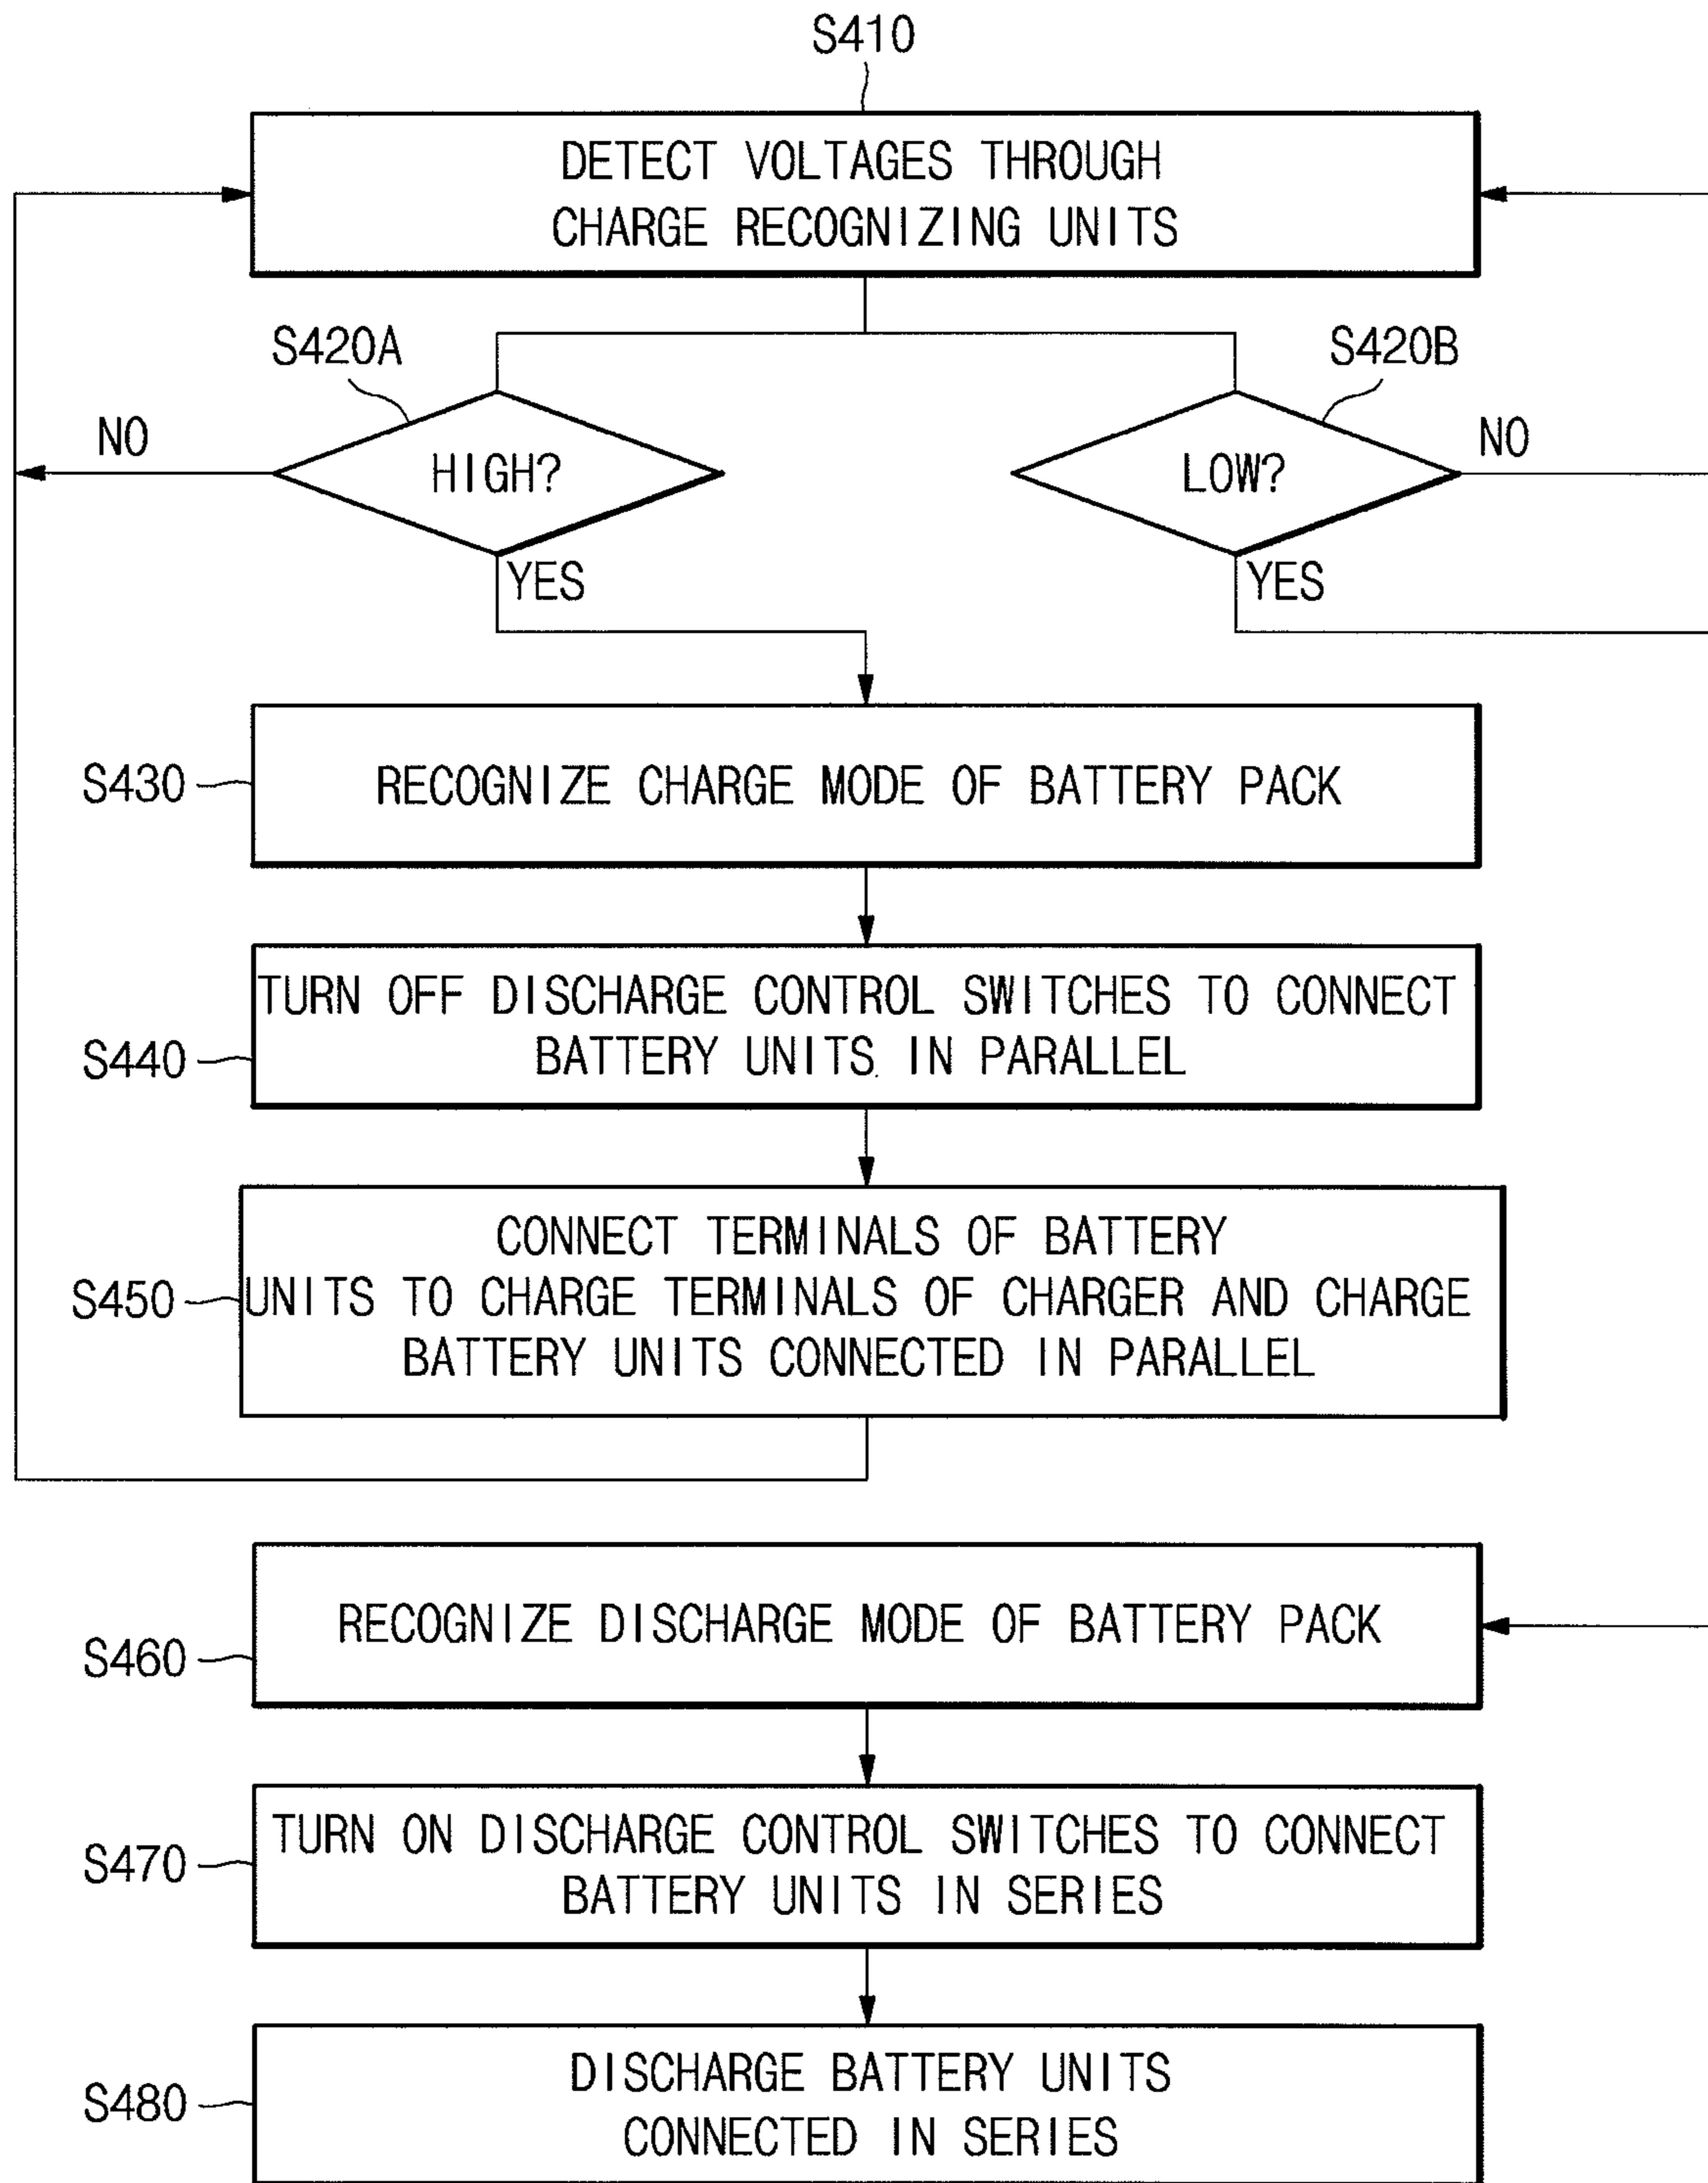 S410
DETECT VOLTAGES THROUGH
CHARGE RECOGNIZING UNITS
S420A
S420B
NO
HIGH?
LOW?
NO
YES
YES
S430
RECOGNIZE CHARGE MODE OF BATTERY PACK
TURN OFF DISCHARGE CONTROL SWITCHES TO CONNECT
BATTERY UNITS IN PARALLEL
S440
CONNECT TERMINALS OF BATTERY
S450
UNITS TO CHARGE TERMINALS OF CHARGER AND CHARGE
BATTERY UNITS CONNECTED IN PARALLEL
RECOGNIZE DISCHARGE MODE OF BATTERY PACK
S460
TURN ON DISCHARGE CONTROL SWITCHES TO CONNECT
BATTERY UNITS IN SERIES
S470
DISCHARGE BATTERY UNITS
CONNECTED IN SERIES
S480